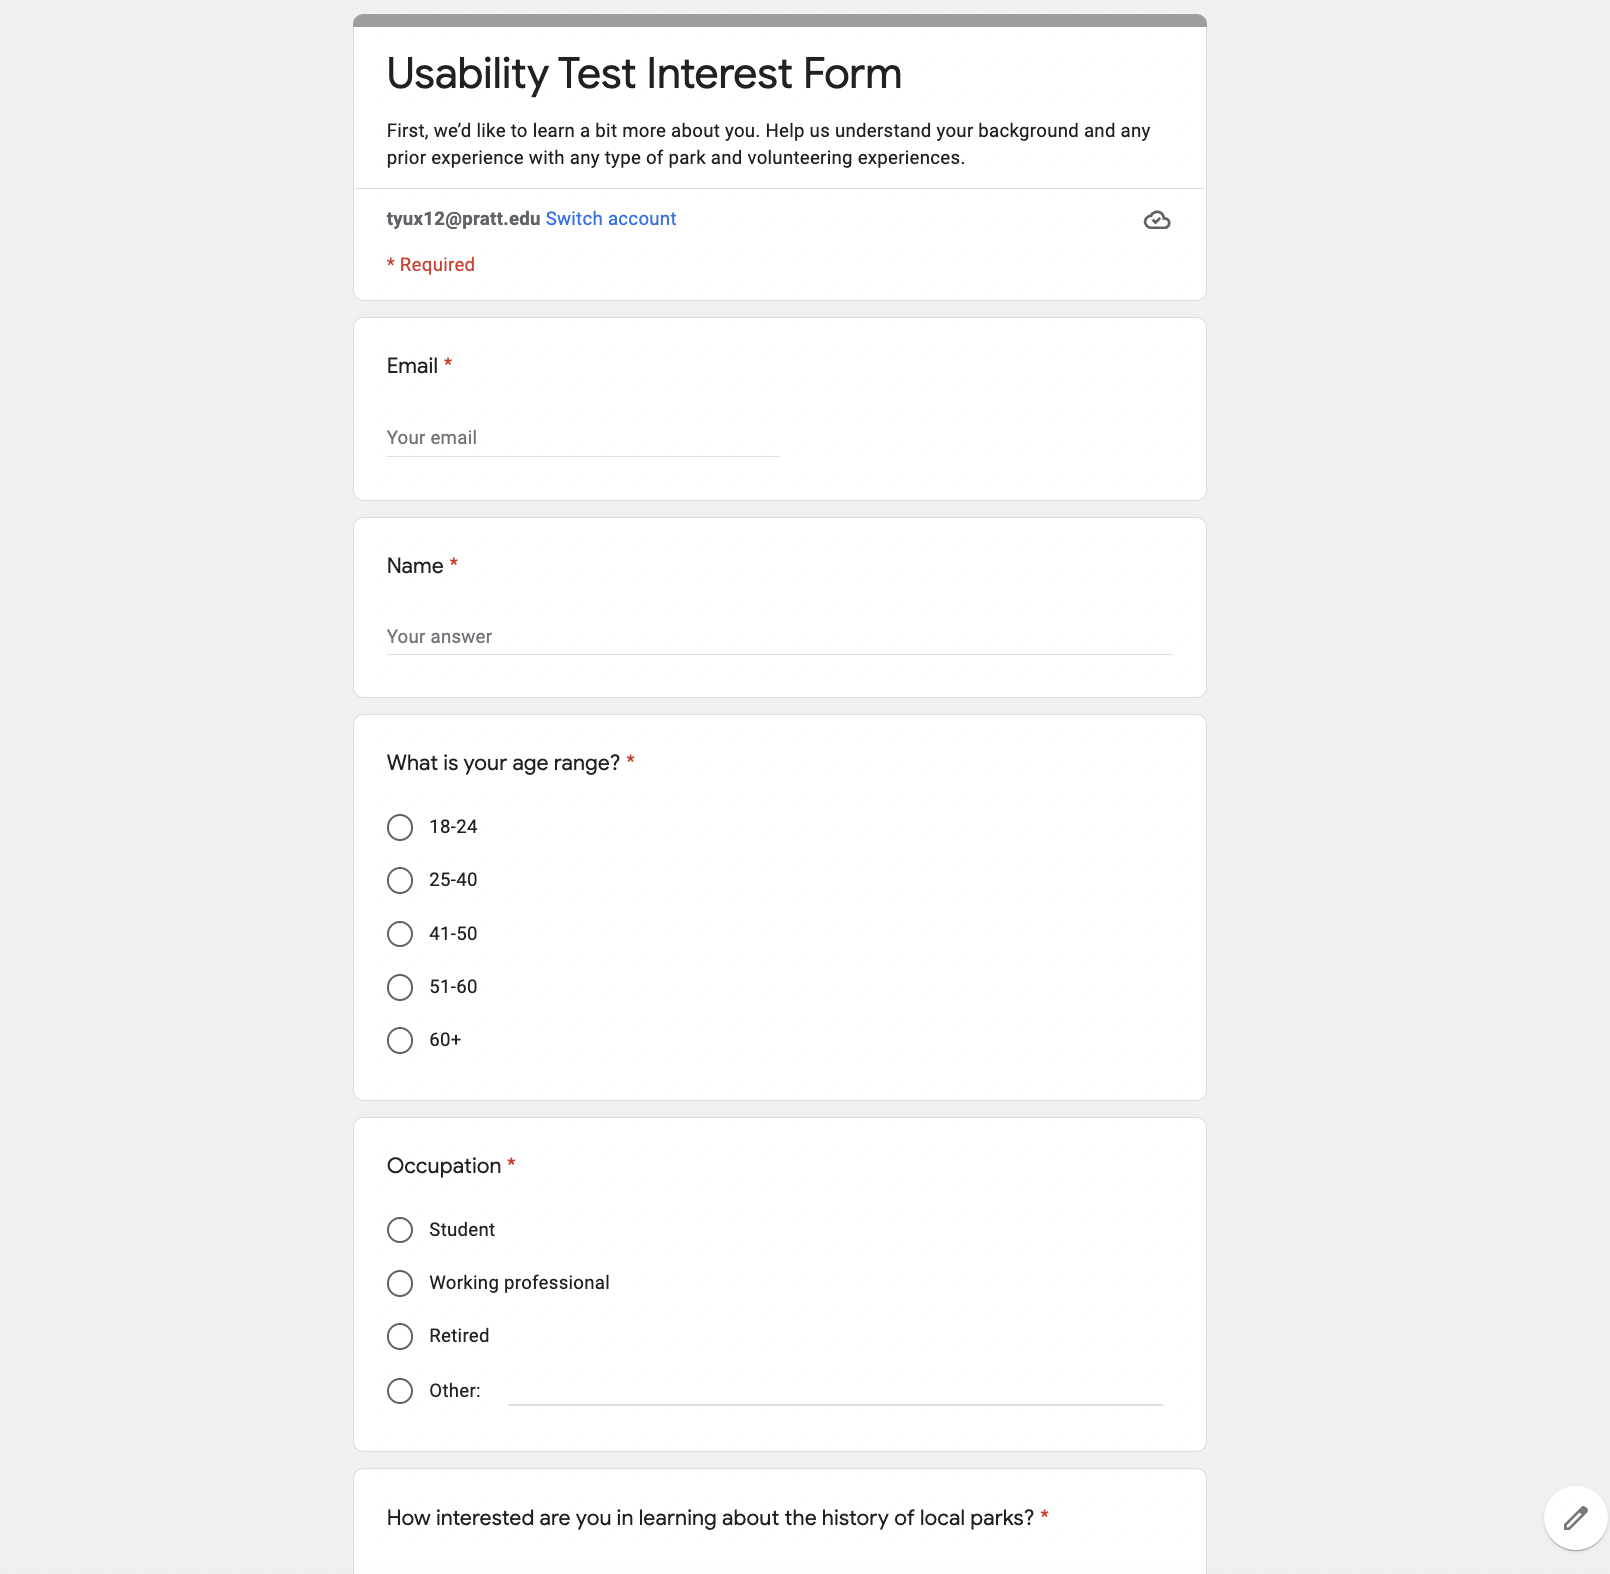 Usability Test Interest Form
First, we’d like to learn a bit more about you. Help us understand your background and any
prior experience with any type of park and volunteering experiences.
tyux12@pratt.edu Switch account
* Required
Email *
Your email
Name *
Your answer
What is your age range? *
18-24
25-40
41-50
51-60
60+
Occupation *
Student
Working professional
Retired
Other:
How interested are you in learning about the history of local parks? *